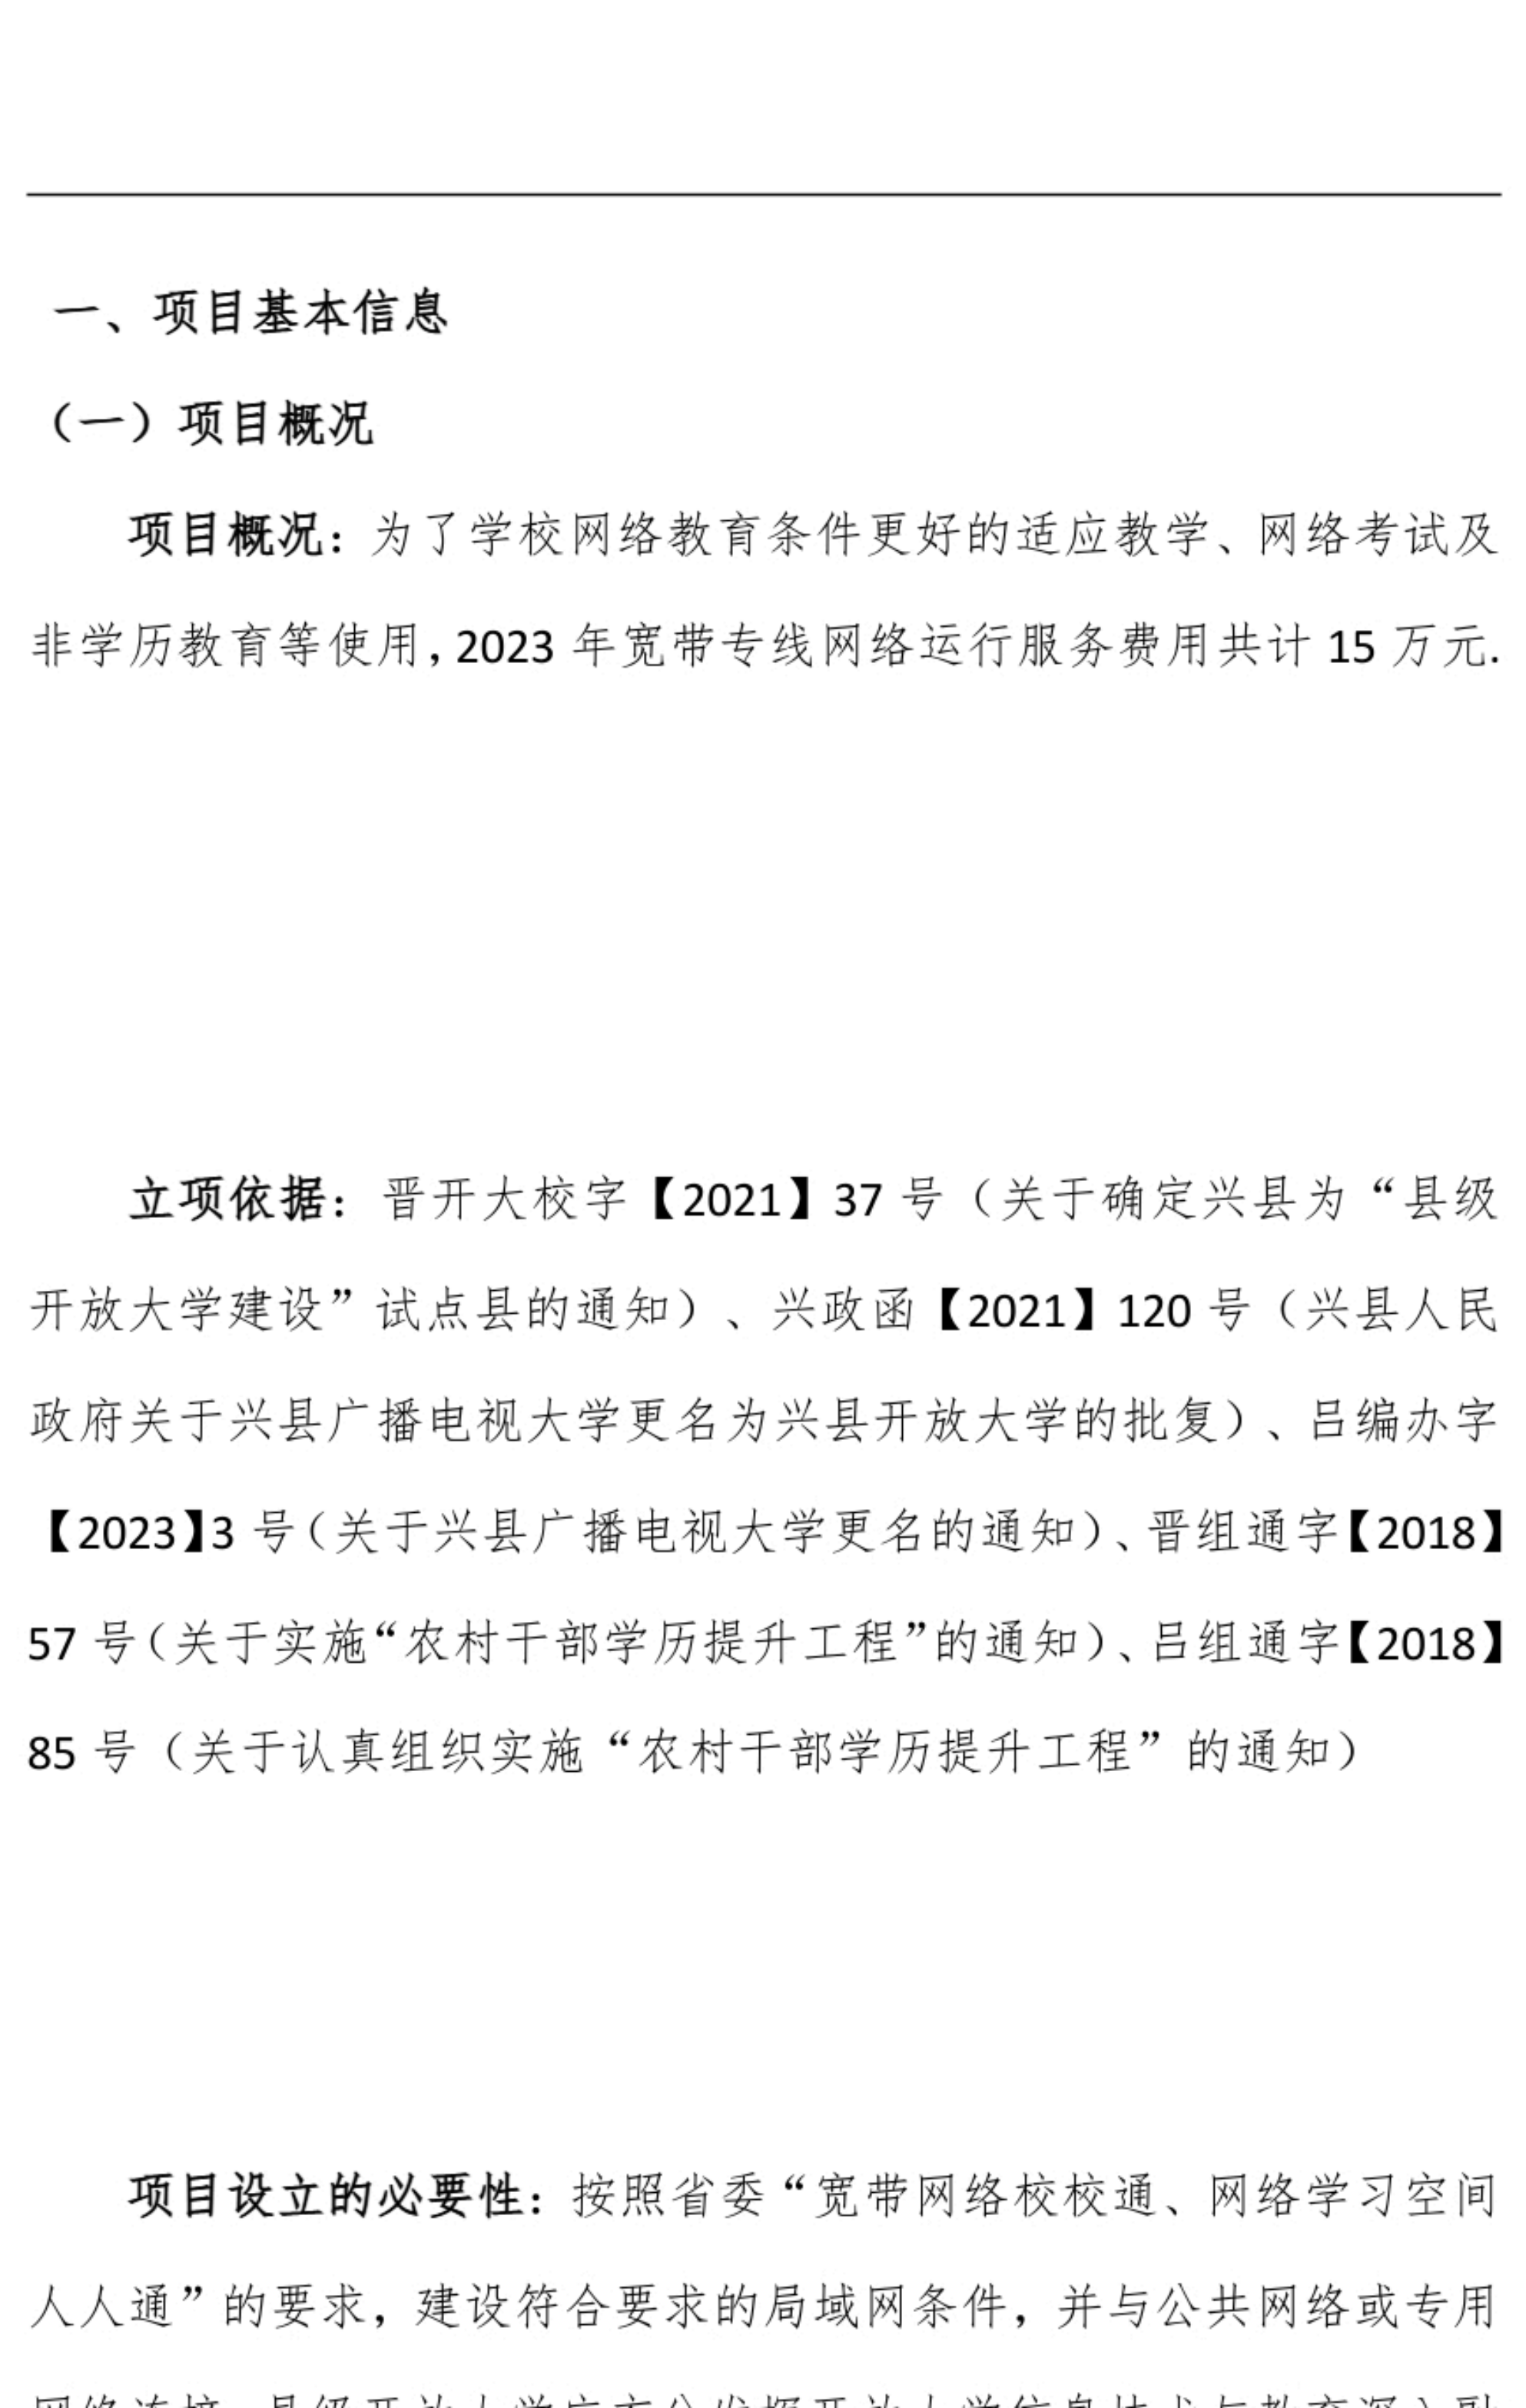 一、项目基本信息
（一）项目概况
项目概况：为了学校网络教育条件更好的适应教学、网络考试及
非学历教育等使用，2023 年宽带专线网络运行服务费用共计 15 万元.
立项依据：晋开大校字【2021】37 号（关于确定兴县为“县级
开放大学建设”试点县的通知）、兴政函【2021】120 号（兴县人民
政府关于兴县广播电视大学更名为兴县开放大学的批复）、吕编办字
【2023】3 号（关于兴县广播电视大学更名的通知）、晋组通字【2018】
57 号（关于实施“农村干部学历提升工程”的通知）、吕组通字【2018】
85 号（关于认真组织实施“农村干部学历提升工程”的通知）
项目设立的必要性：按照省委“宽带网络校校通、网络学习空间
人人通”的要求，建设符合要求的局域网条件，并与公共网络或专用